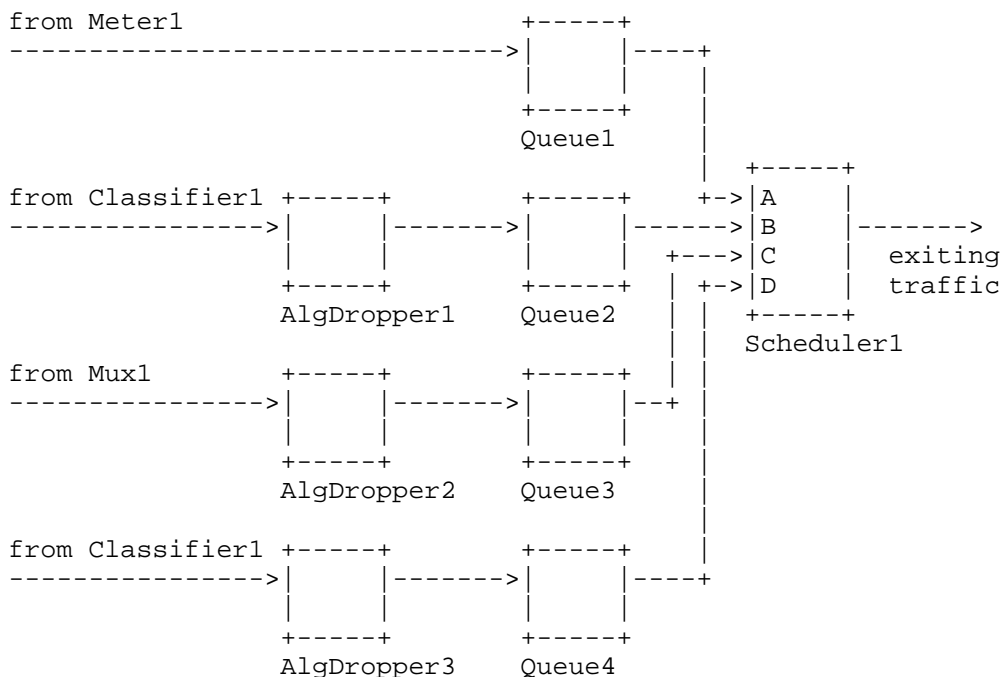 from Meter1
Queue1
from Classifier1
A
B
C exiting
D traffic
AlgDropper1 Queue2
Scheduler1
from Mux1
AlgDropper2 Queue3
from Classifier1
AlgDropper3 Queue4